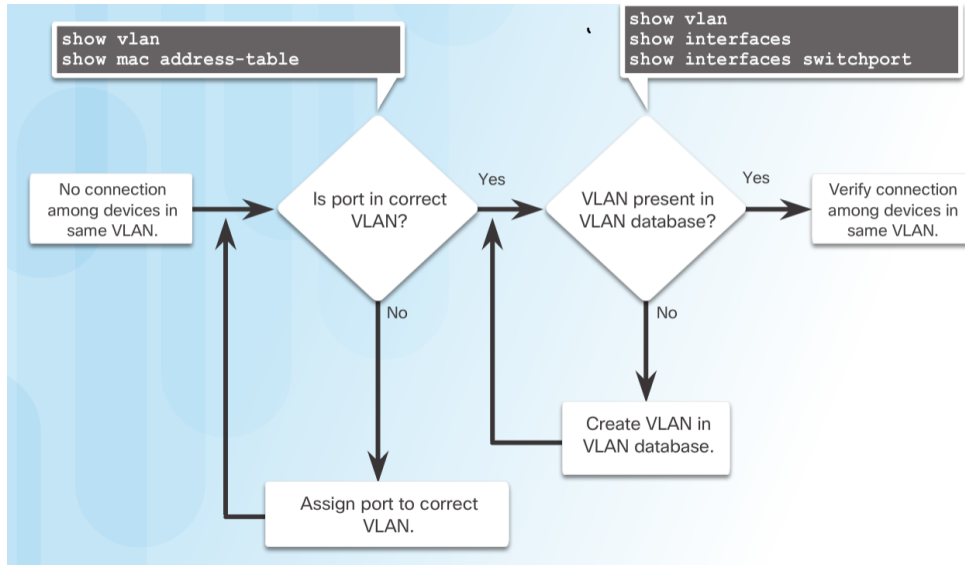 show vlan
show mac address-table
show vlan
show interfaces
show interfaces switchport
No connection
among devices in
same VLAN.
Is port in correct
VLAN?
Yes
VLAN present in
VLAN database?
Yes
Verify connection
among devices in
same VLAN.
No
No
Create VLAN in
VLAN database.
Assign port to correct
VLAN.